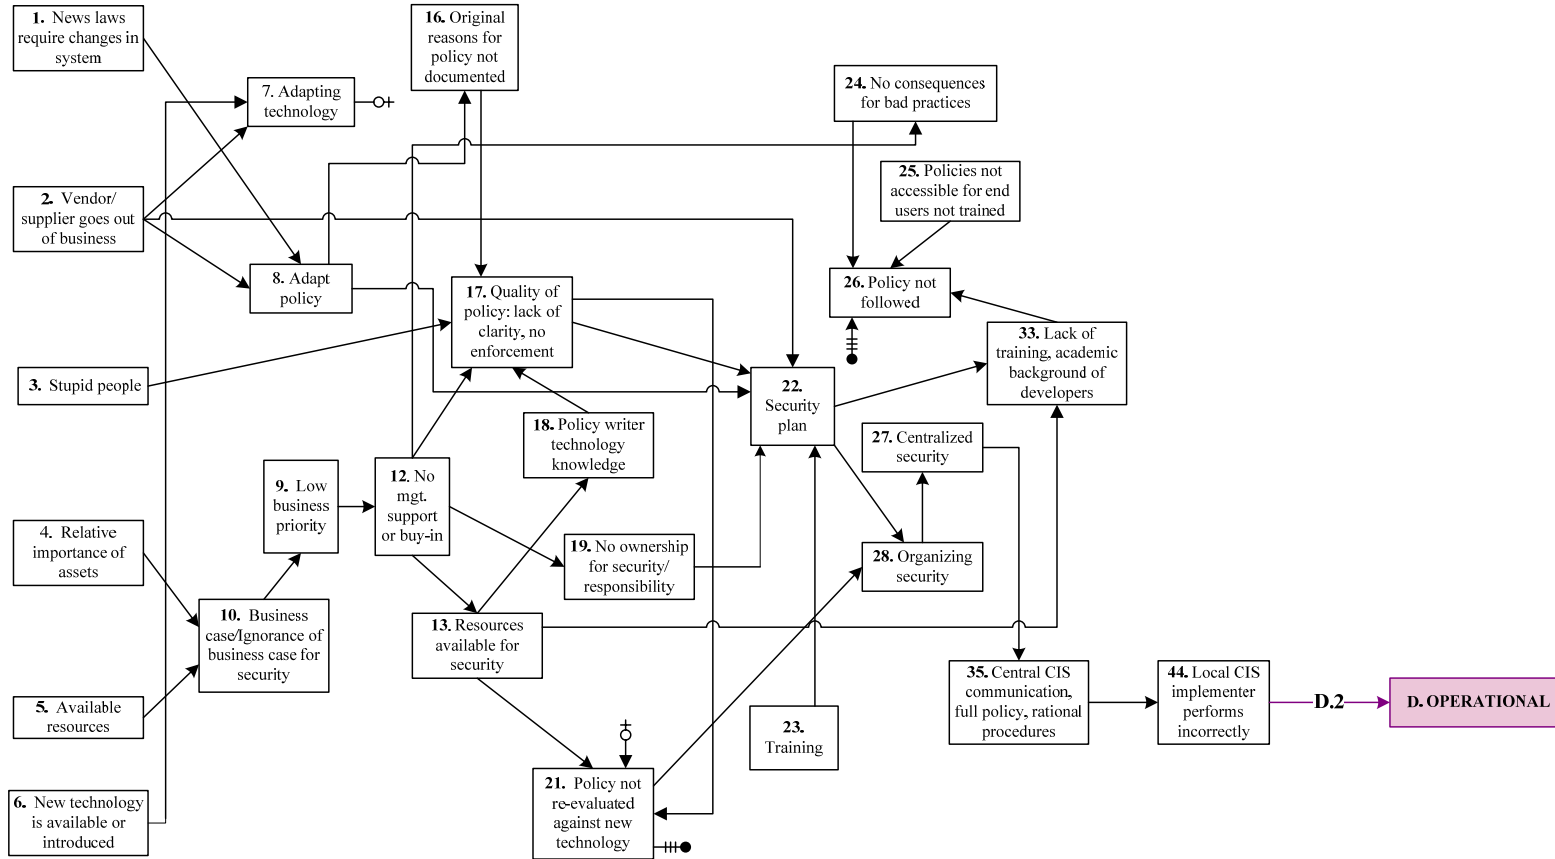 1. News laws
require changes in
system
16. Original
reasons for
policy not
documented
7. Adapting
technology
24. No consequences
for bad practices
25. Policies not
accessible for end
users not trained
2. Vendor/
supplier goes out
of business
8. Adapt
policy
17. Quality of
policy: lack of
clarity, no
enforcement
26. Policy not
followed
33. Lack of
training, academic
background of
developers
3. Stupid people
22.
Security
plan
18. Policy writer
technology
knowledge
27. Centralized
security
9. Low
business
priority
12. No
mgt.
support
or buy-in
4. Relative
importance of
assets
19. No ownership
for security/
responsibility
28. Organizing
security
10. Business
case/Ignorance of
business case for
security
13. Resources
available for
security
35. Central CIS
communication,
full policy, rational
procedures
44. Local CIS
implementer
performs
incorrectly
D.2
D. OPERATIONAL
5. Available
resources
23.
Training
21. Policy not
re-evaluated
against new
technology
6. New technology
is available or
introduced